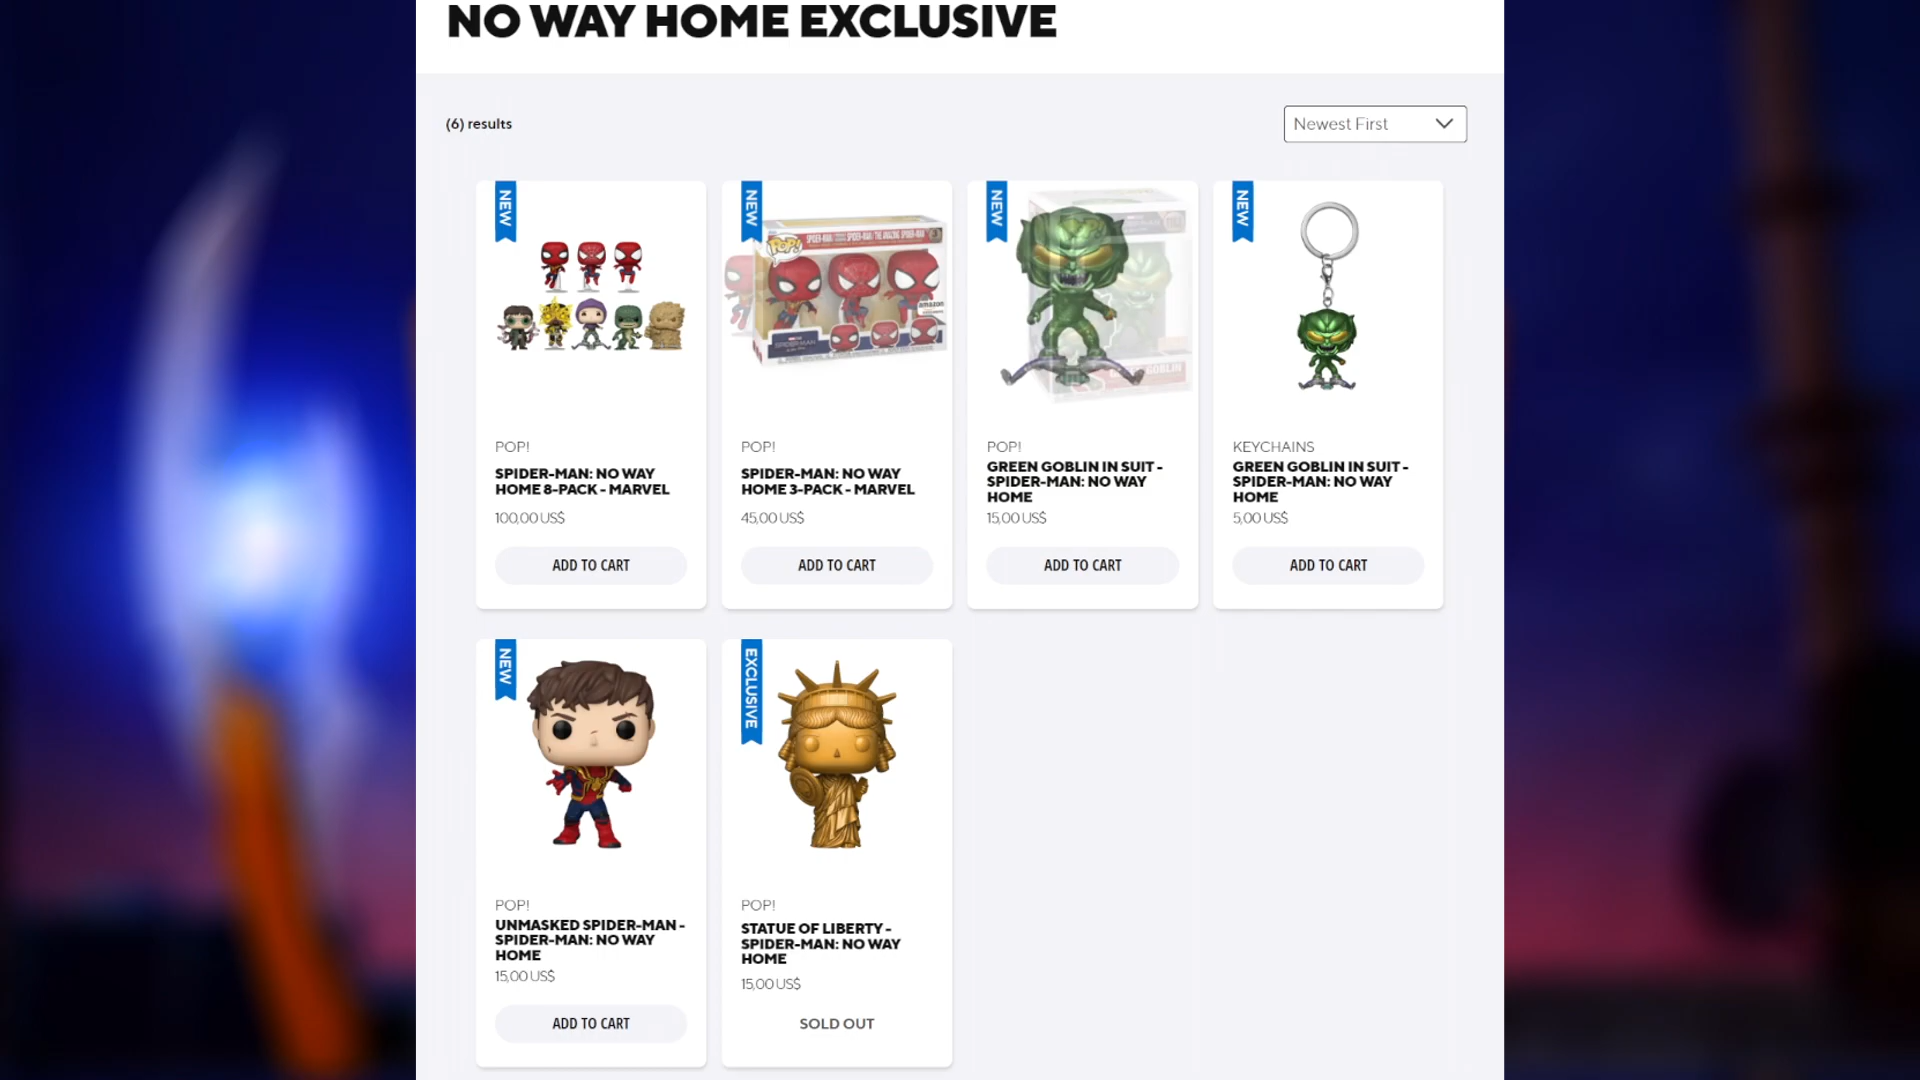 NO WAY HOME EXCLUSIVE
(6) results
Newest First
NEW
NEW
NEW
NEW
POP!
SPIDER-MAN
amazon
GOBLIN
POP!
SPIDER-MAN: NO WAY
HOME 8-PACK - MARVEL
100,00 US$
ADD TO CART
POP!
SPIDER-MAN: NO WAY
HOME 3-PACK - MARVEL
45,00 US$
ADD TO CART
POP!
GREEN GOBLIN IN SUIT -
SPIDER-MAN: NO WAY
HOME
15,00 US$
ADD TO CART
KEYCHAINS
GREEN GOBLIN IN SUIT -
SPIDER-MAN: NO WAY
HOME
5,00 US$
ADD TO CART
NEW
EXCLUSIVE
POP!
UNMASKED SPIDER-MAN -
SPIDER-MAN: NO WAY
HOME
15,00 US$
ADD TO CART
POP!
STATUE OF LIBERTY -
SPIDER-MAN: NO WAY
HOME
15,00 US$
SOLD OUT